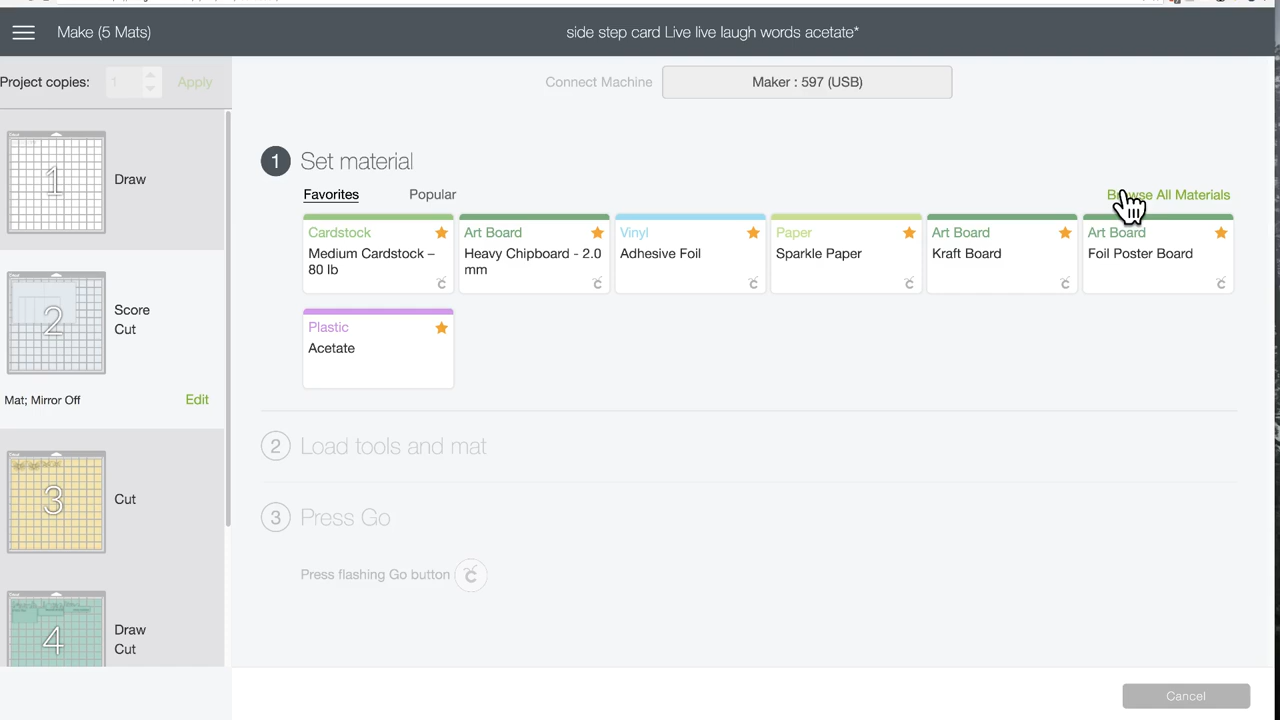 Make (5 Mats)
side step card Live live laugh words acetate*
Project copies:
1
Apply
Connect Machine
Maker : 597 (USB)
1
Draw
2
Score
Cut
Mat; Mirror Off
Edit
3
Cut
4
Draw
Cut
1
Set material
Favorites
Popular
Browse All Materials
Cardstock
Medium Cardstock –
80 lb
Art Board
Heavy Chipboard - 2.0
mm
Vinyl
Adhesive Foil
Paper
Sparkle Paper
Art Board
Kraft Board
Art Board
Foil Poster Board
Plastic
Acetate
2
Load tools and mat
3
Press Go
Press flashing Go button
Cancel